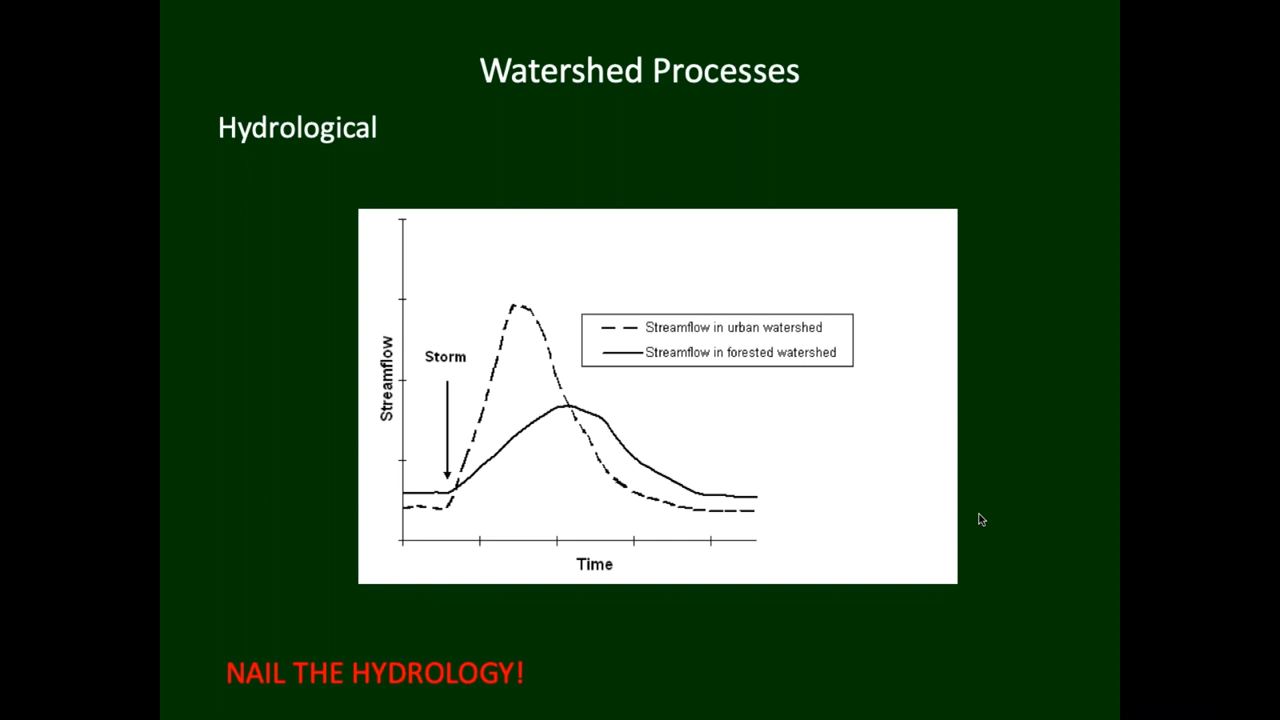 Watershed Processes
Hydrological
Streamflow in urban watershed
Streamflow in forested watershed
Storm
Streamflow
Time
NAIL THE HYDROLOGY!